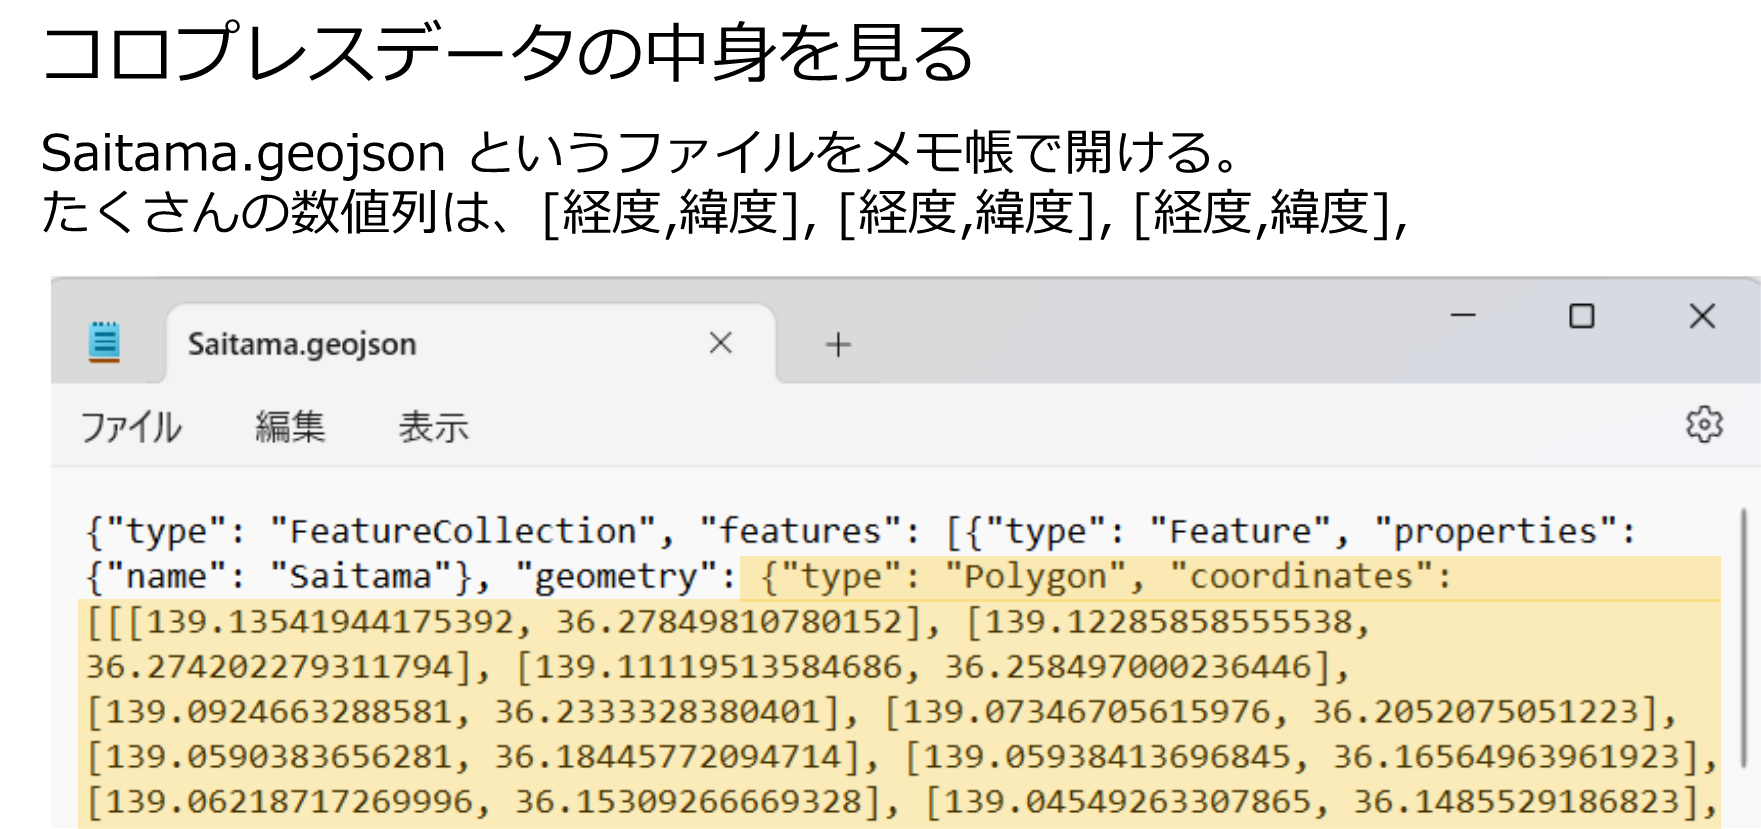 コロプレスデータの中身を見る
Saitama.geojson というファイルをメモ帳で開ける。
たくさんの数値列は、[経度,緯度], [経度,緯度], [経度,緯度],
Saitama.geojson
ファイル 編集 表示
{"type": "FeatureCollection", "features": [{"type": "Feature", "properties":
{"name": "Saitama"}, "geometry": {"type": "Polygon", "coordinates":
[[[139.13541944175392, 36.27849810780152], [139.12285858555538,
36.274202279311794], [139.11119513584686, 36.258497000236446],
[139.0924663288581, 36.2333328380401], [139.07346705615976, 36.2052075051223],
[139.0590383656281, 36.18445772094714], [139.05938413696845, 36.16564963961923],
[139.06218717269996, 36.15309266669328], [139.04549263307865, 36.1485529186823],